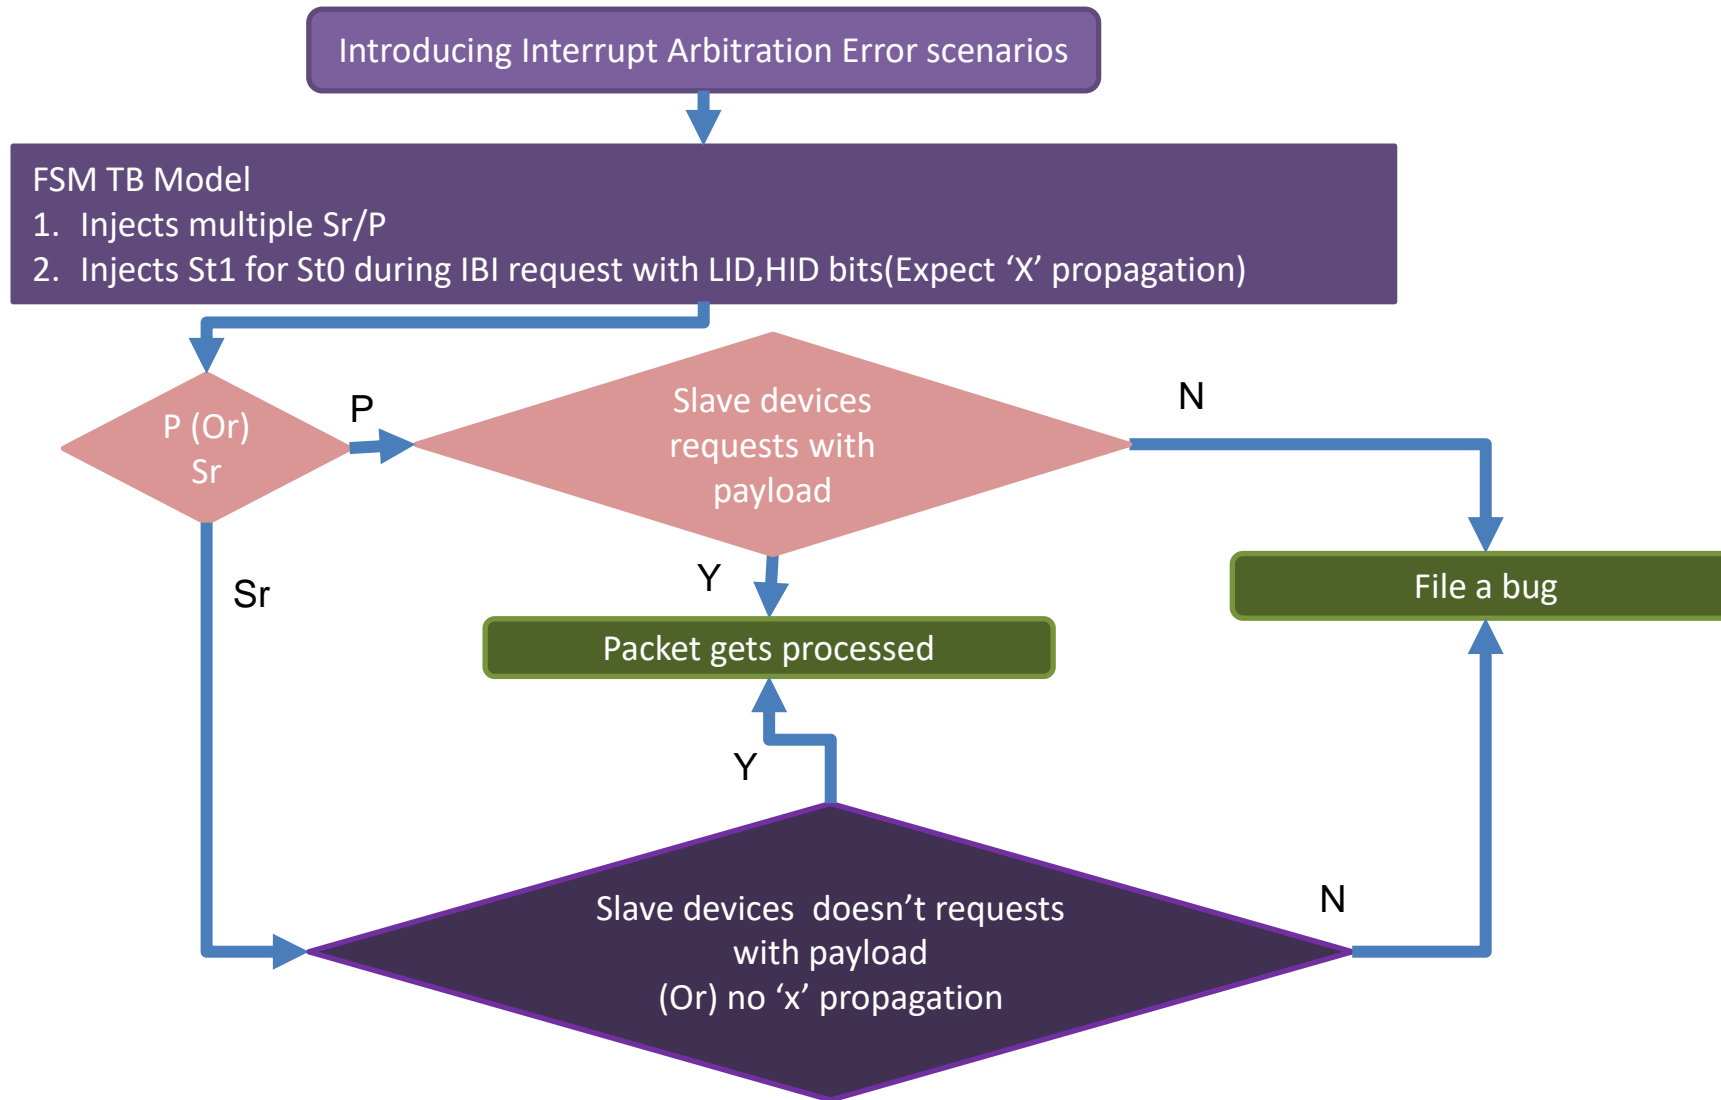 Introducing Interrupt Arbitration Error scenarios
FSM TB Model
1. Injects multiple Sr/P
2. Injects St1 for St0 during IBI request with LID,HID bits(Expect ‘X’ propagation)
P (Or)
Sr
P
Slave devices
requests with
payload
N
Y
Sr
File a bug
Packet gets processed
Y
Slave devices  doesn’t requests
with payload
(Or) no ‘x’ propagation
N